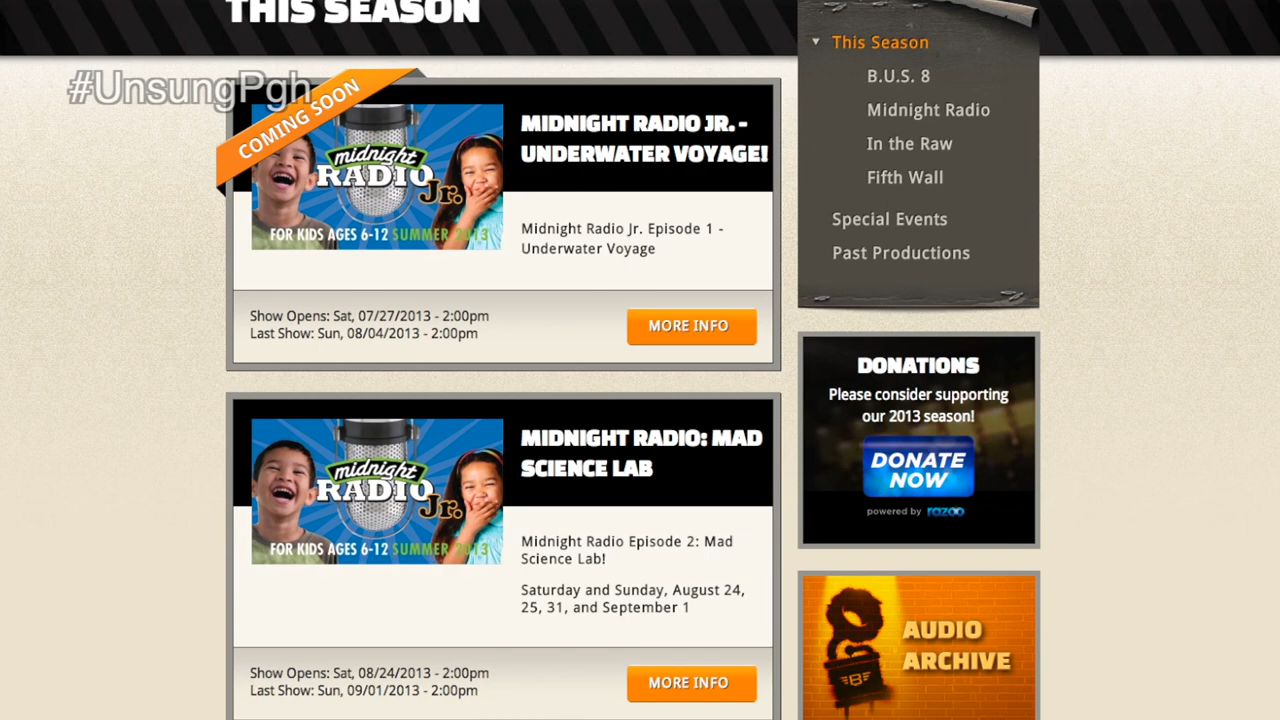 THIS SEASON
#UnsungPgh
COMING SOON
midnight
RADIO
Jr.
FOR KIDS AGES 6-12 SUMMER 2013
MIDNIGHT RADIO JR. -
UNDERWATER VOYAGE!
Midnight Radio Jr. Episode 1 -
Underwater Voyage
Show Opens: Sat, 07/27/2013 - 2:00pm
Last Show: Sun, 08/04/2013 - 2:00pm
MORE INFO
midnight
RADIO
Jr.
FOR KIDS AGES 6-12 SUMMER 2013
MIDNIGHT RADIO: MAD
SCIENCE LAB
Midnight Radio Episode 2: Mad
Science Lab!
Saturday and Sunday, August 24,
25, 31, and September 1
Show Opens: Sat, 08/24/2013 - 2:00pm
Last Show: Sun, 09/01/2013 - 2:00pm
MORE INFO
This Season
B.U.S. 8
Midnight Radio
In the Raw
Fifth Wall
Special Events
Past Productions
DONATIONS
Please consider supporting
our 2013 season!
DONATE
NOW
powered by razoo
AUDIO
ARCHIVE